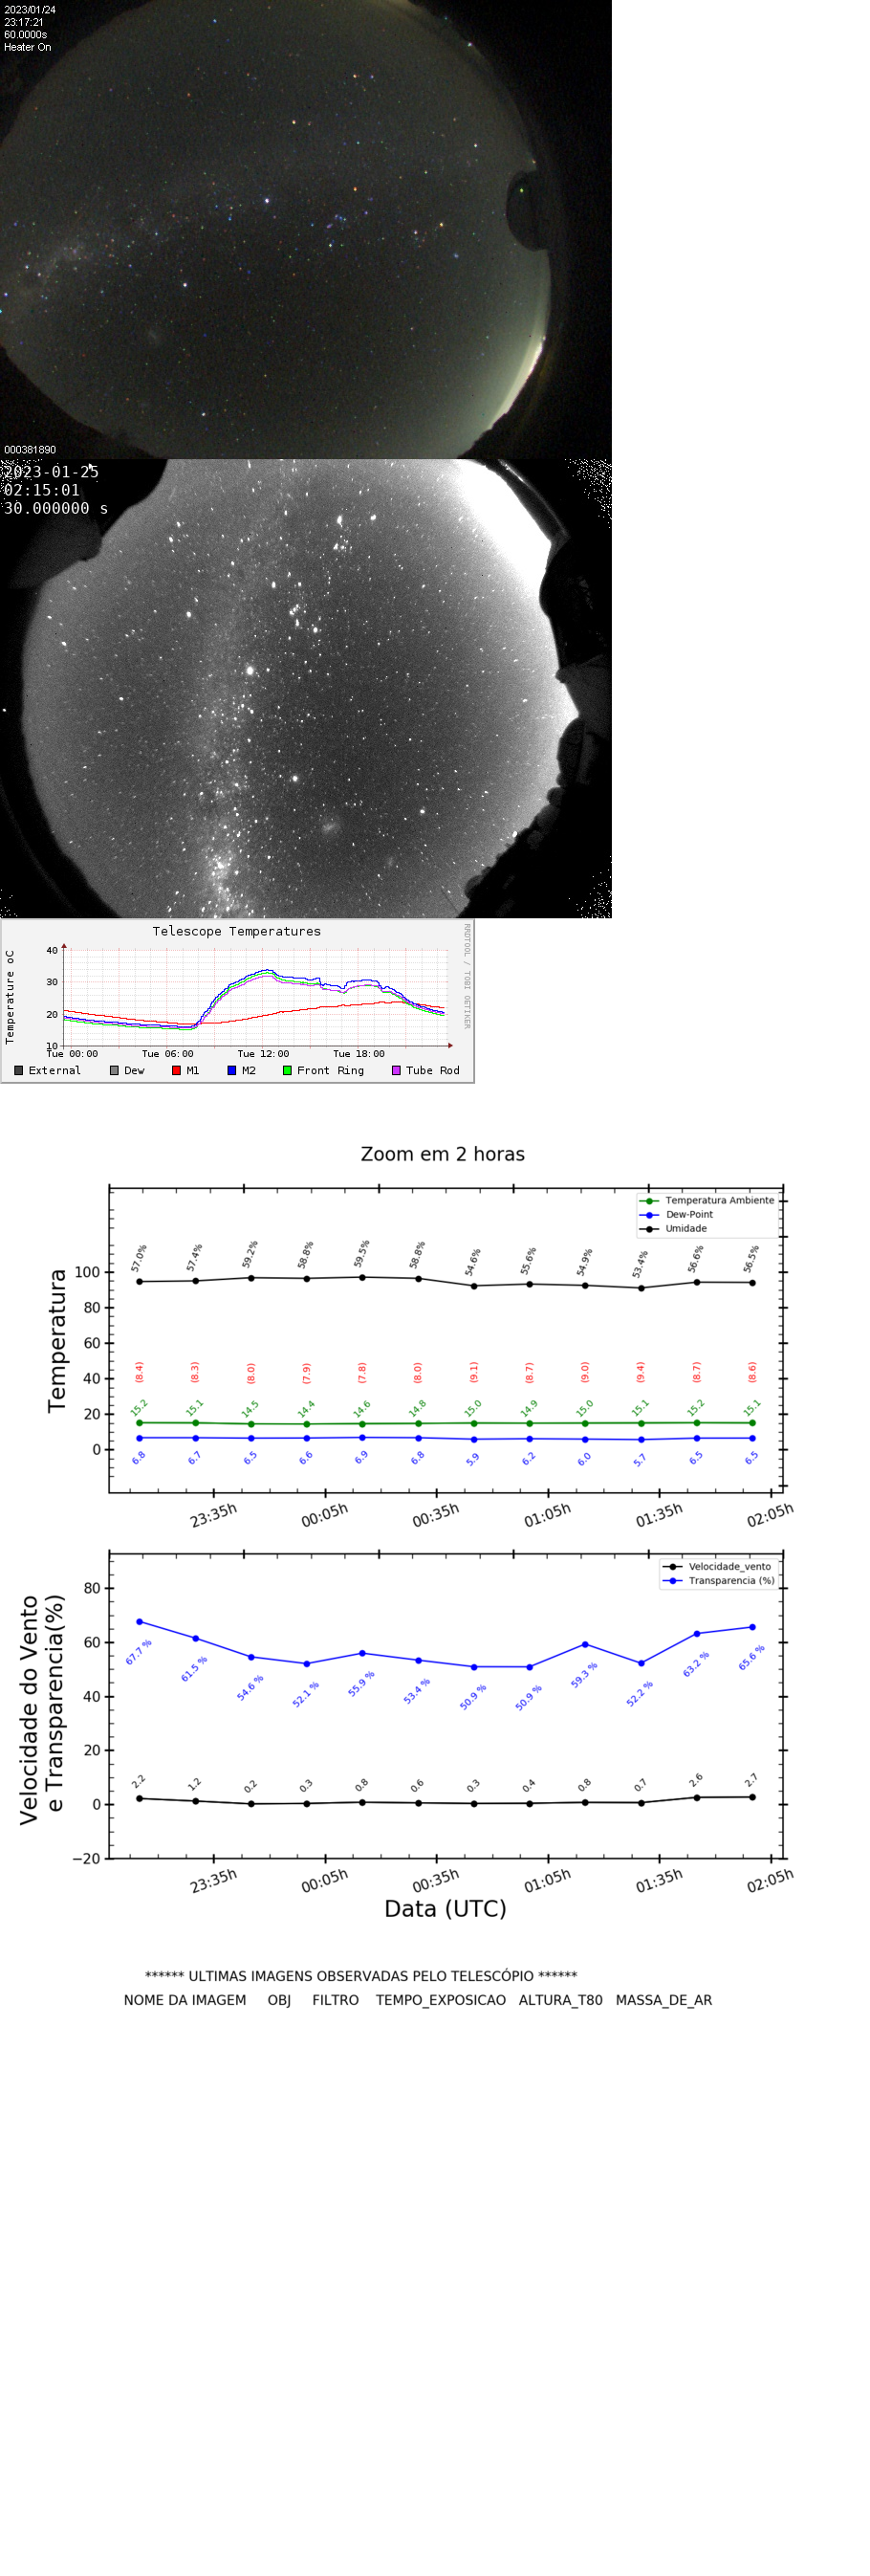 2023/01/24
23:17:21
60.0000s
Heater On
000381890
2023-01-25
02:15:01
30.000000 s
Telescope Temperatures
RRDTOOL / TOBI OETIKER
Temperature oC
40
30
20
10
Tue 00:00 Tue 06:00 Tue 12:00 Tue 18:00
External Dew M1 M2 Front Ring Tube Rod
Zoom em 2 horas
Temperatura Ambiente
Dew-Point
Umidade
Temperatura
100
80
60
40
20
0
57.0% 57.4% 59.2% 58.8% 59.5% 58.8% 54.6% 55.6% 54.9% 53.4% 56.6% 56.5%
(8.4) (8.3) (8.0) (7.9) (7.8) (8.0) (9.1) (8.7) (9.0) (9.4) (8.7) (8.6)
15.2 15.1 14.5 14.4 14.6 14.8 15.0 14.9 15.0 15.1 15.2 15.1
6.8 6.7 6.5 6.6 6.9 6.8 5.9 6.2 6.0 5.7 6.5 6.5
23:35h 00:05h 00:35h 01:05h 01:35h 02:05h
Velocidade_vento
Transparencia (%)
Velocidade do Vento
e Transparencia(%)
80
60
40
20
0
−20
67.7 % 61.5 % 54.6 % 52.1 % 55.9 % 53.4 % 50.9 % 50.9 % 59.3 % 52.2 % 63.2 % 65.6 %
2.2 1.2 0.2 0.3 0.8 0.6 0.3 0.4 0.8 0.7 2.6 2.7
23:35h 00:05h 00:35h 01:05h 01:35h 02:05h
Data (UTC)
****** ULTIMAS IMAGENS OBSERVADAS PELO TELESCÓPIO ******
NOME DA IMAGEM OBJ FILTRO TEMPO_EXPOSICAO ALTURA_T80 MASSA_DE_AR